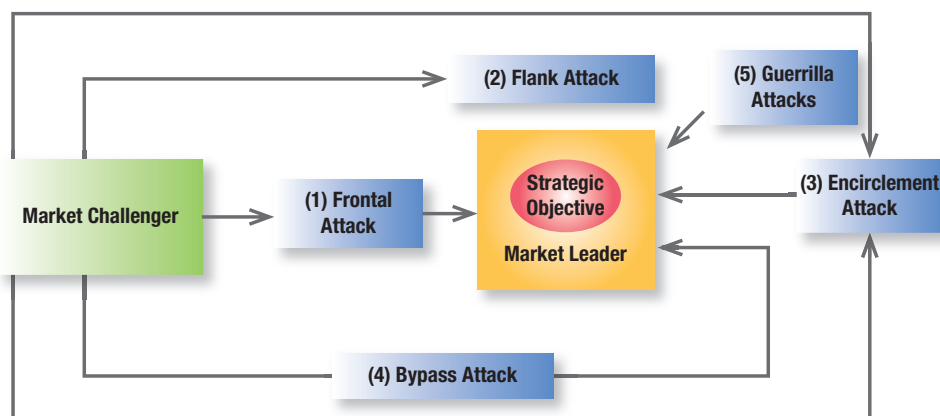 (2) Flank Attack
(5) Guerrilla
Attacks
Market Challenger
(1) Frontal
Attack
Strategic
Objective
Market Leader
(3) Encirclement
Attack
(4) Bypass Attack